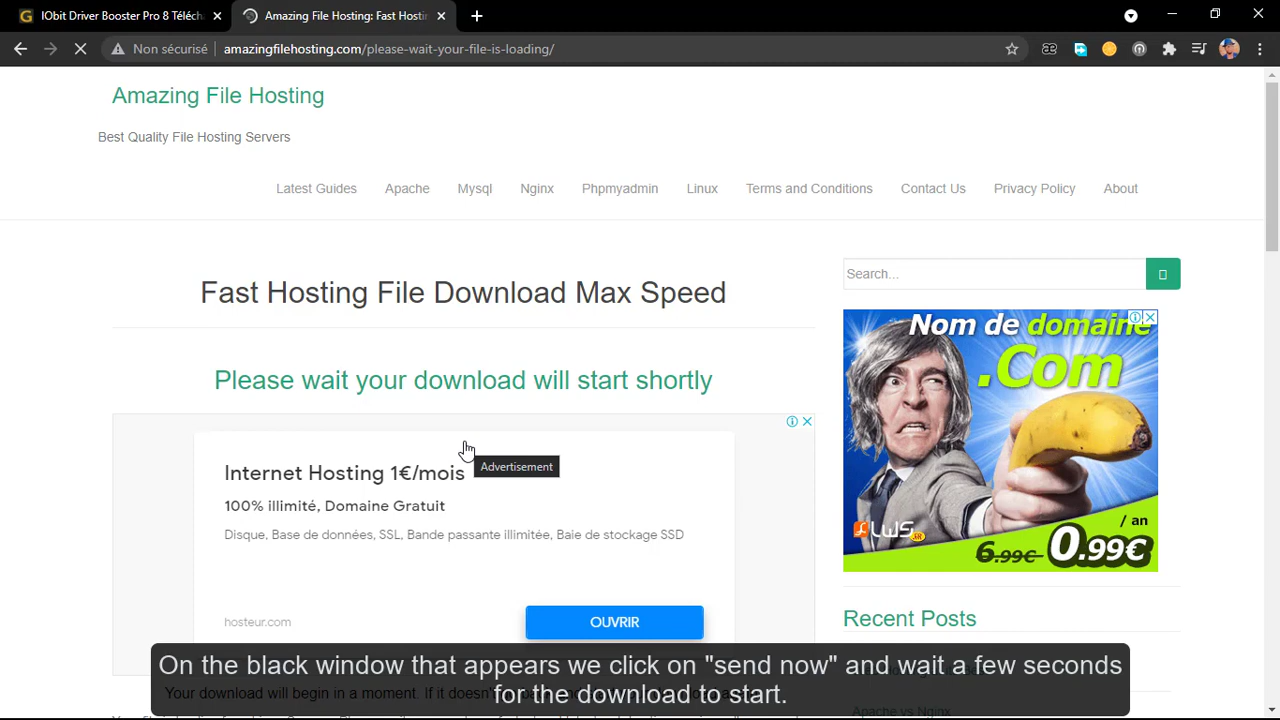 IObit Driver Booster Pro 8 Téléch
Amazing File Hosting: Fast Hosti
Non sécurisé
amazingfilehosting.com/please-wait-your-file-is-loading/
Amazing File Hosting
Best Quality File Hosting Servers
Latest Guides Apache Mysql Nginx Phpmyadmin Linux Terms and Conditions Contact Us Privacy Policy About
Fast Hosting File Download Max Speed
Search...
Please wait your download will start shortly
Internet Hosting 1€/mois
Advertisement
100% illimité, Domaine Gratuit
Disque, Base de données, SSL, Bande passante illimitée, Baie de stockage SSD
hosteur.com
OUVRIR
Nom de domaine
.Com
LWS.FR
/ an
6.99€ 0.99€
Recent Posts
On the black window that appears we click on "send now" and wait a few seconds
for the download to start.
Your download will begin in a moment. If it doesn'
Apache vs Nginx